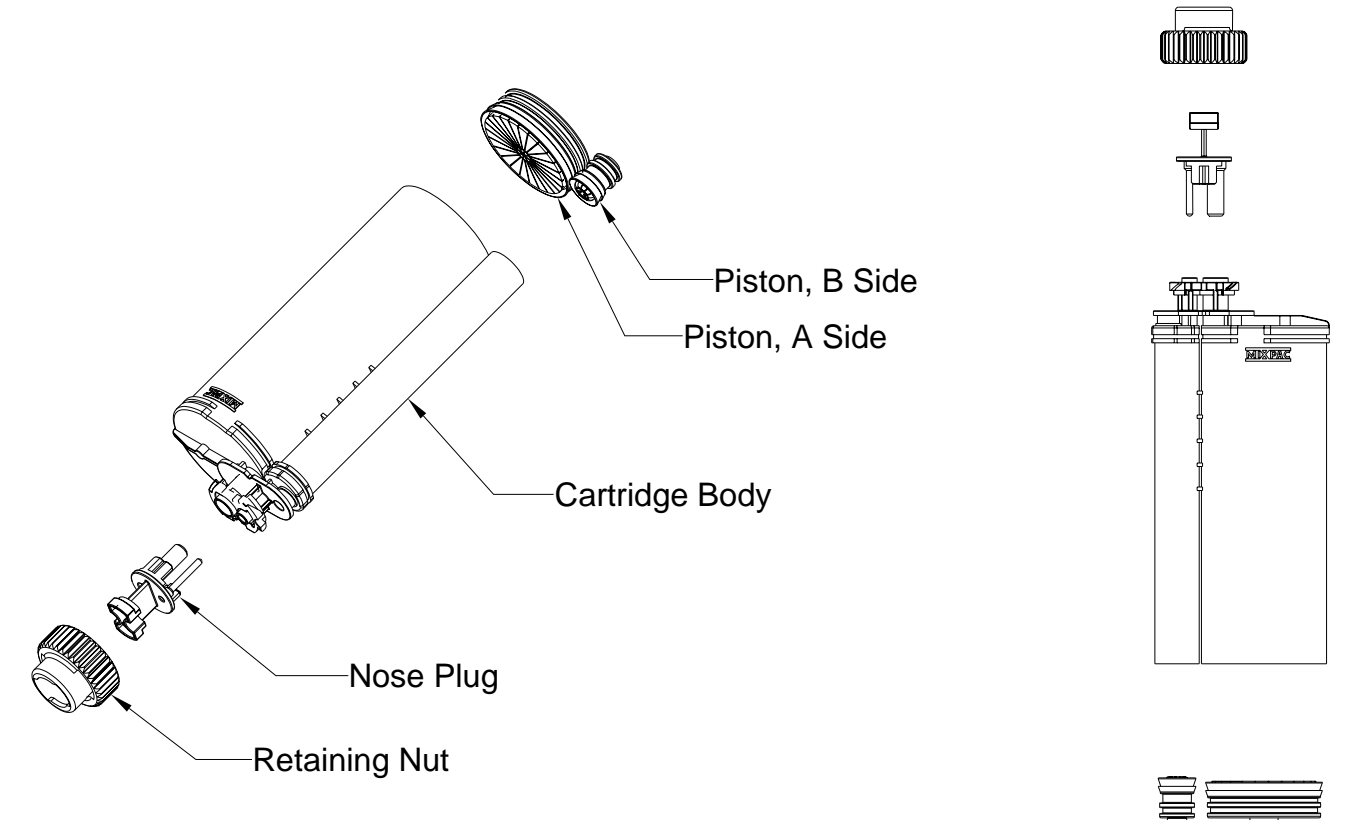 Piston, B Side
Piston, A Side
MIXPAC
Cartridge Body
Nose Plug
Retaining Nut